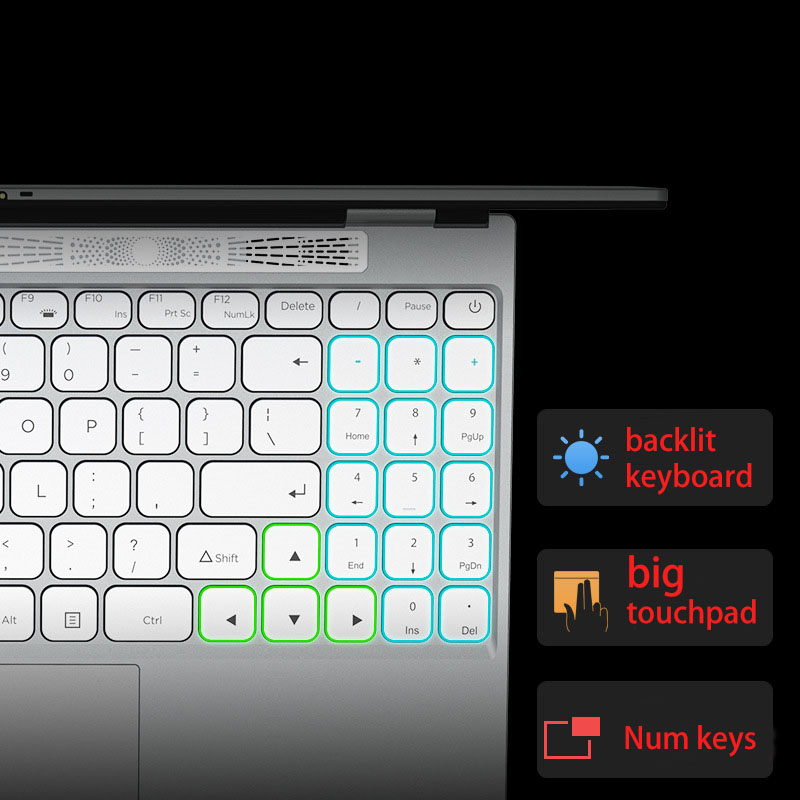 F9 F10 Ins F11 Prt Sc F12 NumLk Delete / Pause
( 9 ) 0 — - + = ← - * +
O P { [ } ] ¦ \ 7 Home 8 ↑ 9 PgUp
L : ; , ↵ 4 ← 5 6 →
< , > . ? / △ Shift ▲ 1 End 2 ↓ 3 PgDn
Alt Ctrl ◀ ▼ ▶ 0 Ins . Del
backlit
keyboard
big
touchpad
Num keys